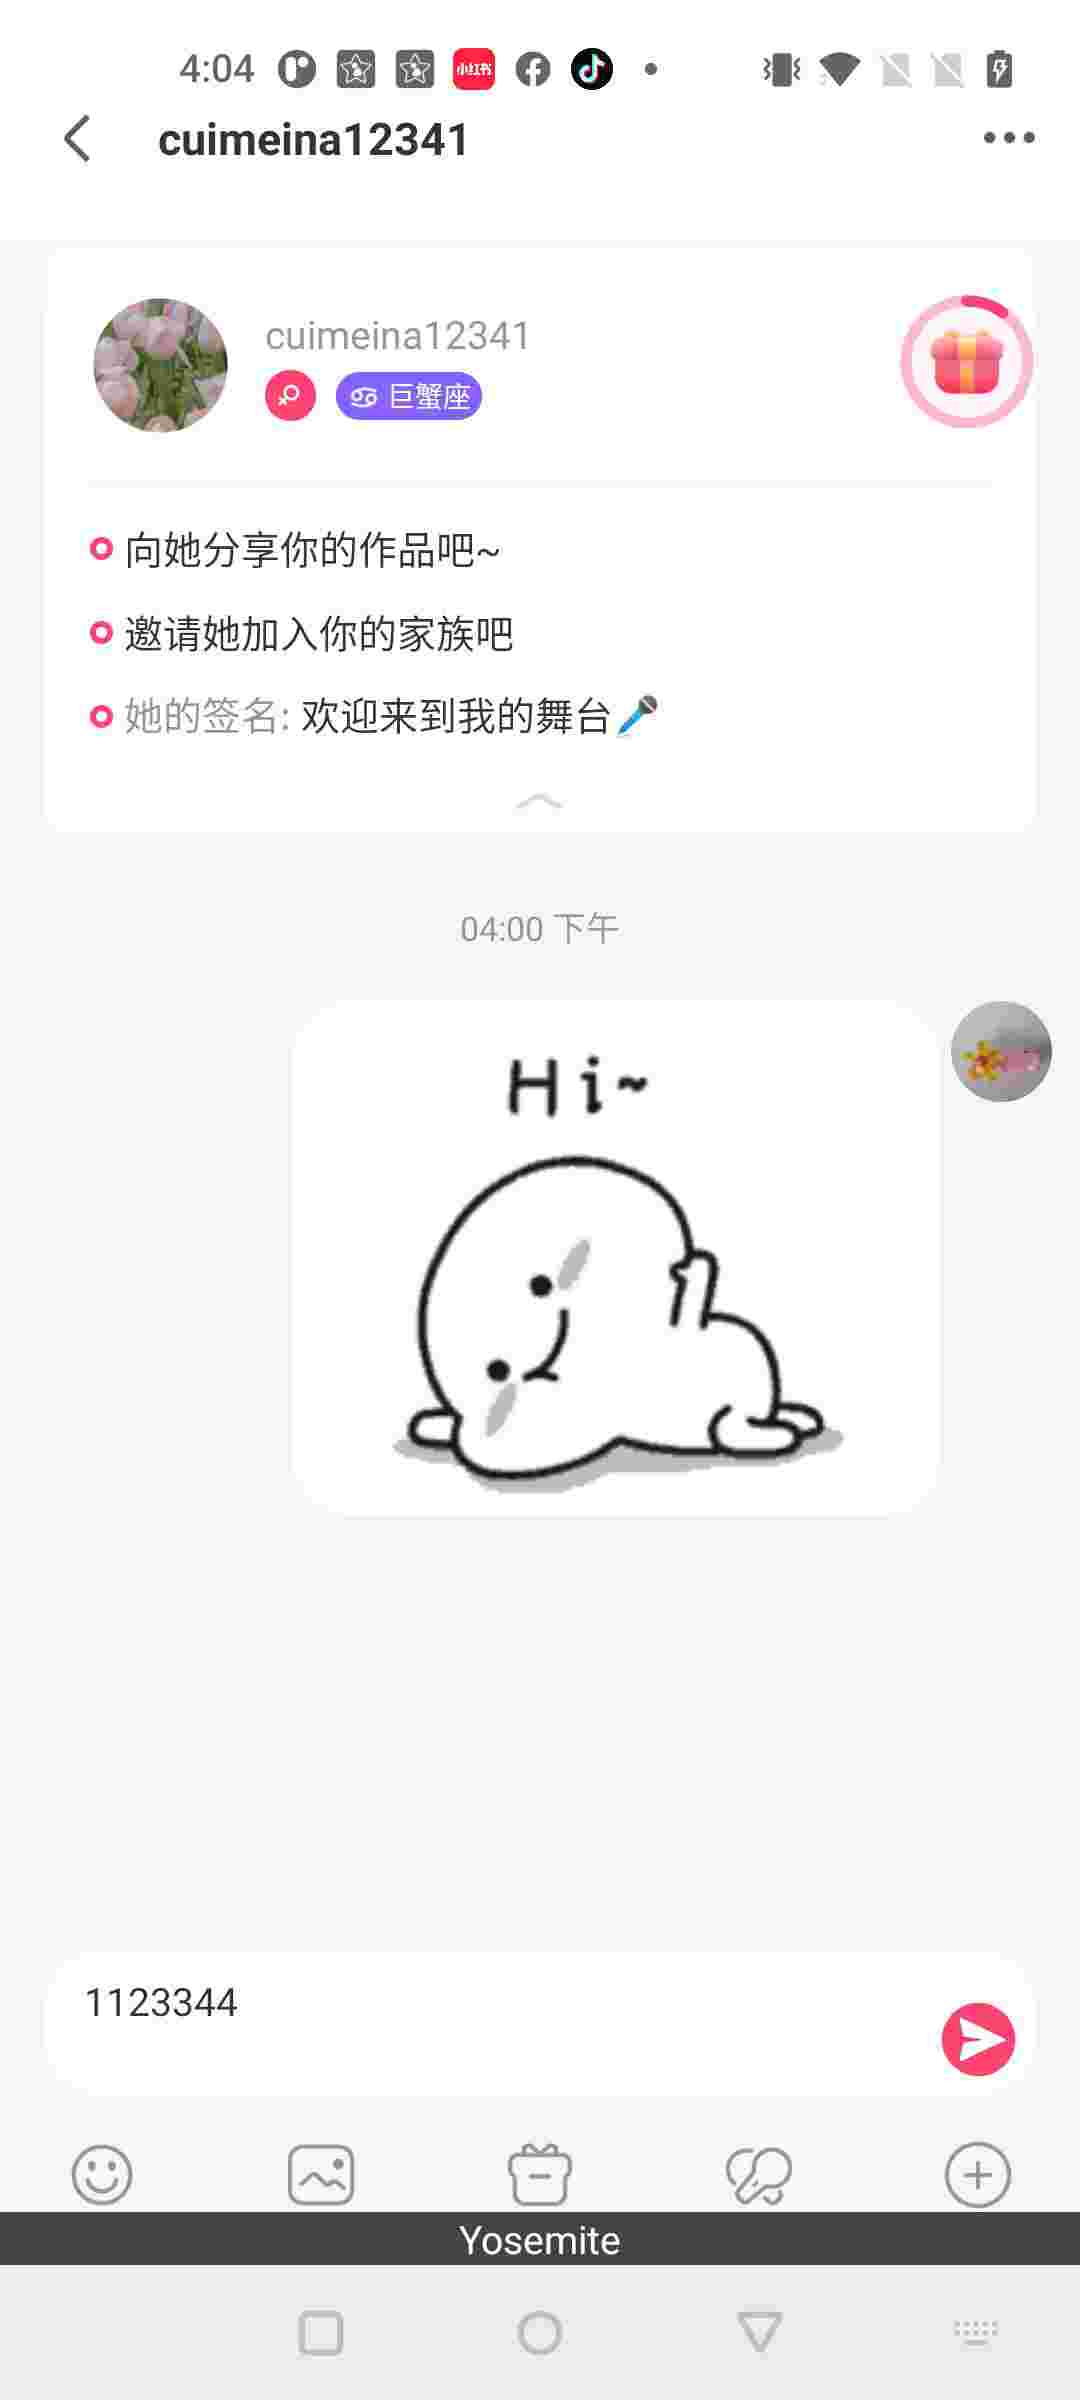 4:04
小红书
cuimeina12341
cuimeina12341
巨蟹座
向她分享你的作品吧~
邀请她加入你的家族吧
她的签名: 欢迎来到我的舞台
04:00 下午
Hi~
1123344
Yosemite